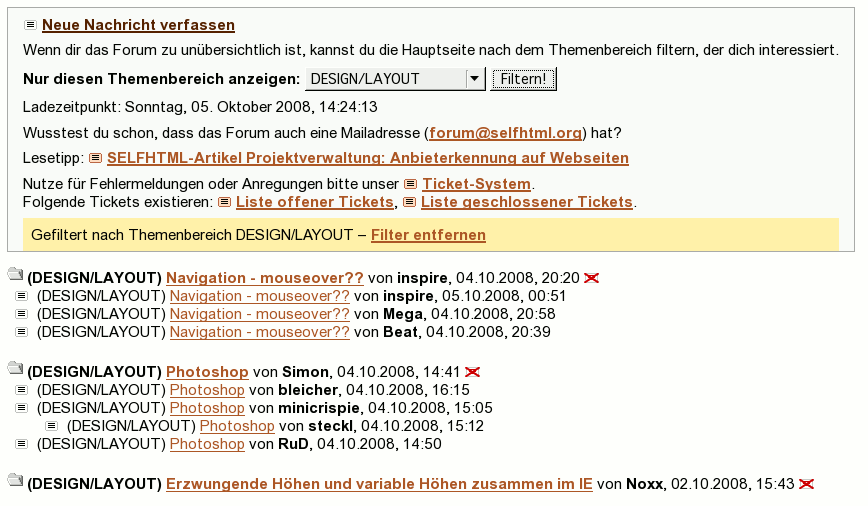 Neue Nachricht verfassen
Wenn dir das Forum zu unübersichtlich ist, kannst du die Hauptseite nach dem Themenbereich filtern, der dich interessiert.
Nur diesen Themenbereich anzeigen: DESIGN/LAYOUT Filtern!
Ladezeitpunkt: Sonntag, 05. Oktober 2008, 14:24:13
Wusstest du schon, dass das Forum auch eine Mailadresse (forum@selfhtml.org) hat?
Lesetipp: SELFHTML-Artikel Projektverwaltung: Anbieterkennung auf Webseiten
Nutze für Fehlermeldungen oder Anregungen bitte unser Ticket-System.
Folgende Tickets existieren: Liste offener Tickets, Liste geschlossener Tickets.
Gefiltert nach Themenbereich DESIGN/LAYOUT – Filter entfernen
(DESIGN/LAYOUT) Navigation - mouseover?? von inspire, 04.10.2008, 20:20
(DESIGN/LAYOUT) Navigation - mouseover?? von inspire, 05.10.2008, 00:51
(DESIGN/LAYOUT) Navigation - mouseover?? von Mega, 04.10.2008, 20:58
(DESIGN/LAYOUT) Navigation - mouseover?? von Beat, 04.10.2008, 20:39
(DESIGN/LAYOUT) Photoshop von Simon, 04.10.2008, 14:41
(DESIGN/LAYOUT) Photoshop von bleicher, 04.10.2008, 16:15
(DESIGN/LAYOUT) Photoshop von minicrispie, 04.10.2008, 15:05
(DESIGN/LAYOUT) Photoshop von steckl, 04.10.2008, 15:12
(DESIGN/LAYOUT) Photoshop von RuD, 04.10.2008, 14:50
(DESIGN/LAYOUT) Erzwungende Höhen und variable Höhen zusammen im IE von Noxx, 02.10.2008, 15:43